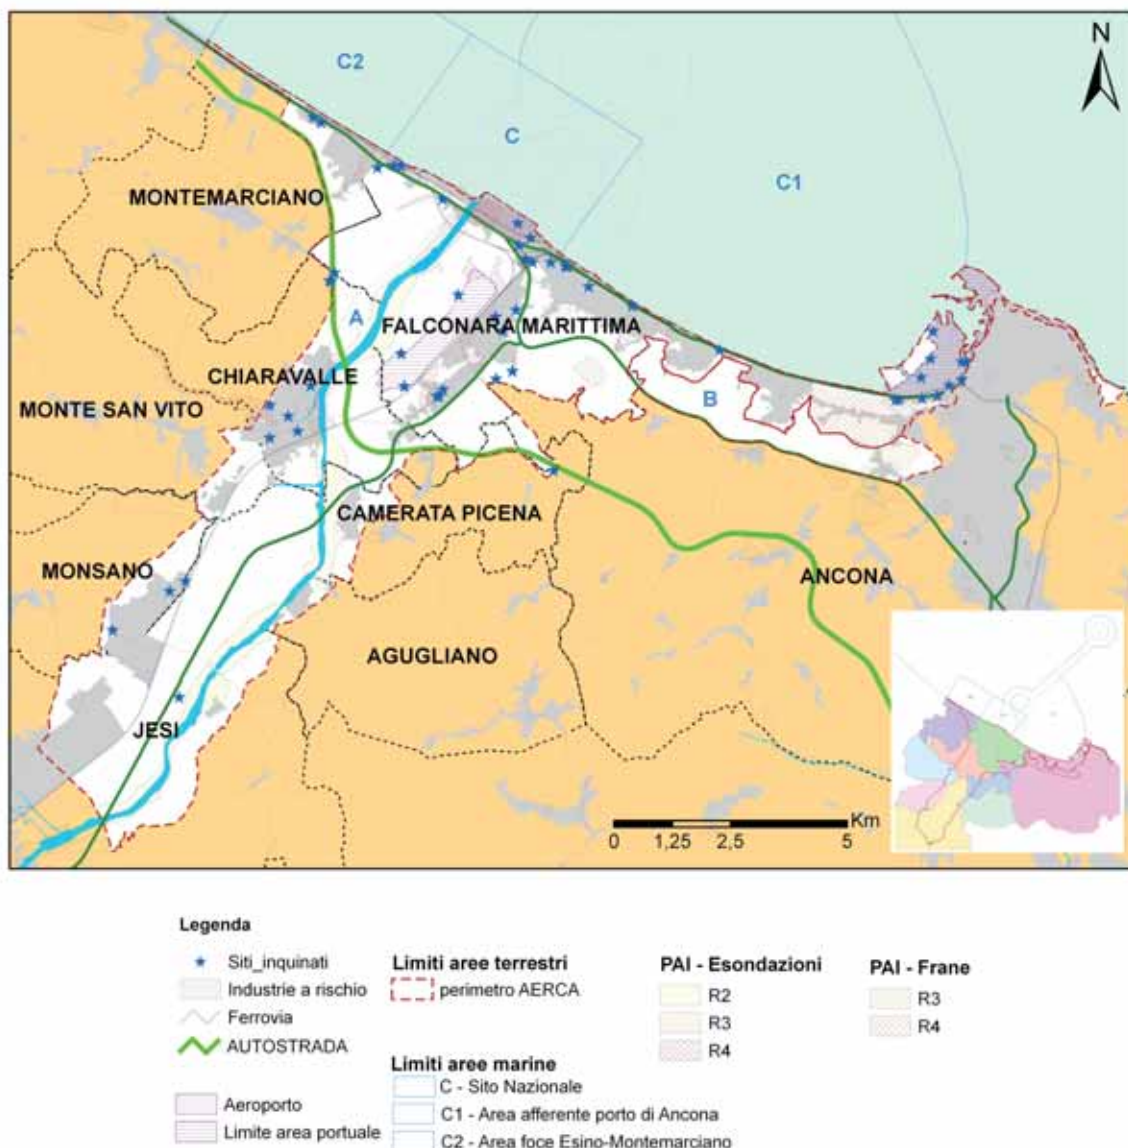 N
C2
C
C1
MONTEMARCIANO
A
FALCONARA MARITTIMA
CHIARAVALLE
MONTE SAN VITO
B
CAMERATA PICENA
MONSANO
ANCONA
AGUGLIANO
JESI
Km
0 1,25 2,5 5
Legenda
Siti_inquinati
Industrie a rischio
Ferrovia
AUTOSTRADA
Aeroporto
Limite area portuale
Limiti aree terrestri
perimetro AERCA
Limiti aree marine
C - Sito Nazionale
C1 - Area afferente porto di Ancona
C2 - Area foce Esino-Montemarciano
PAI - Esondazioni
R2
R3
R4
PAI - Frane
R3
R4